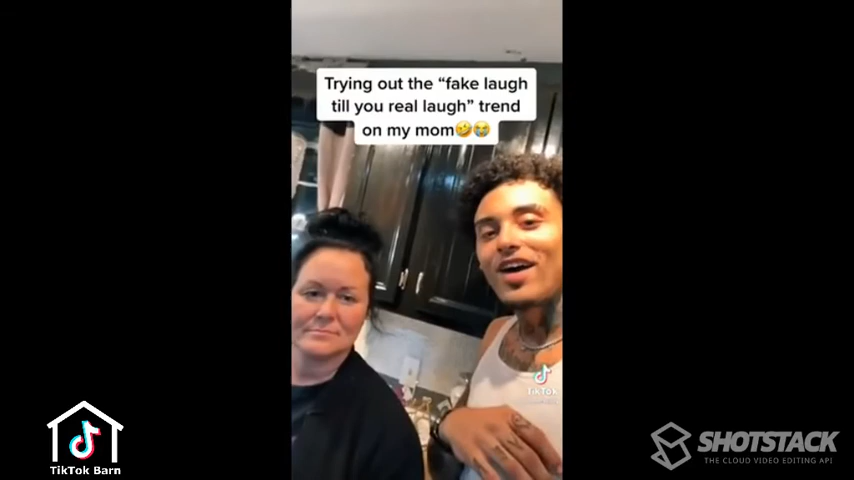 Trying out the “fake laugh
till you real laugh” trend
on my mom🤣😭
TikTok
TikTok Barn
SHOTSTACK
THE CLOUD VIDEO EDITING API